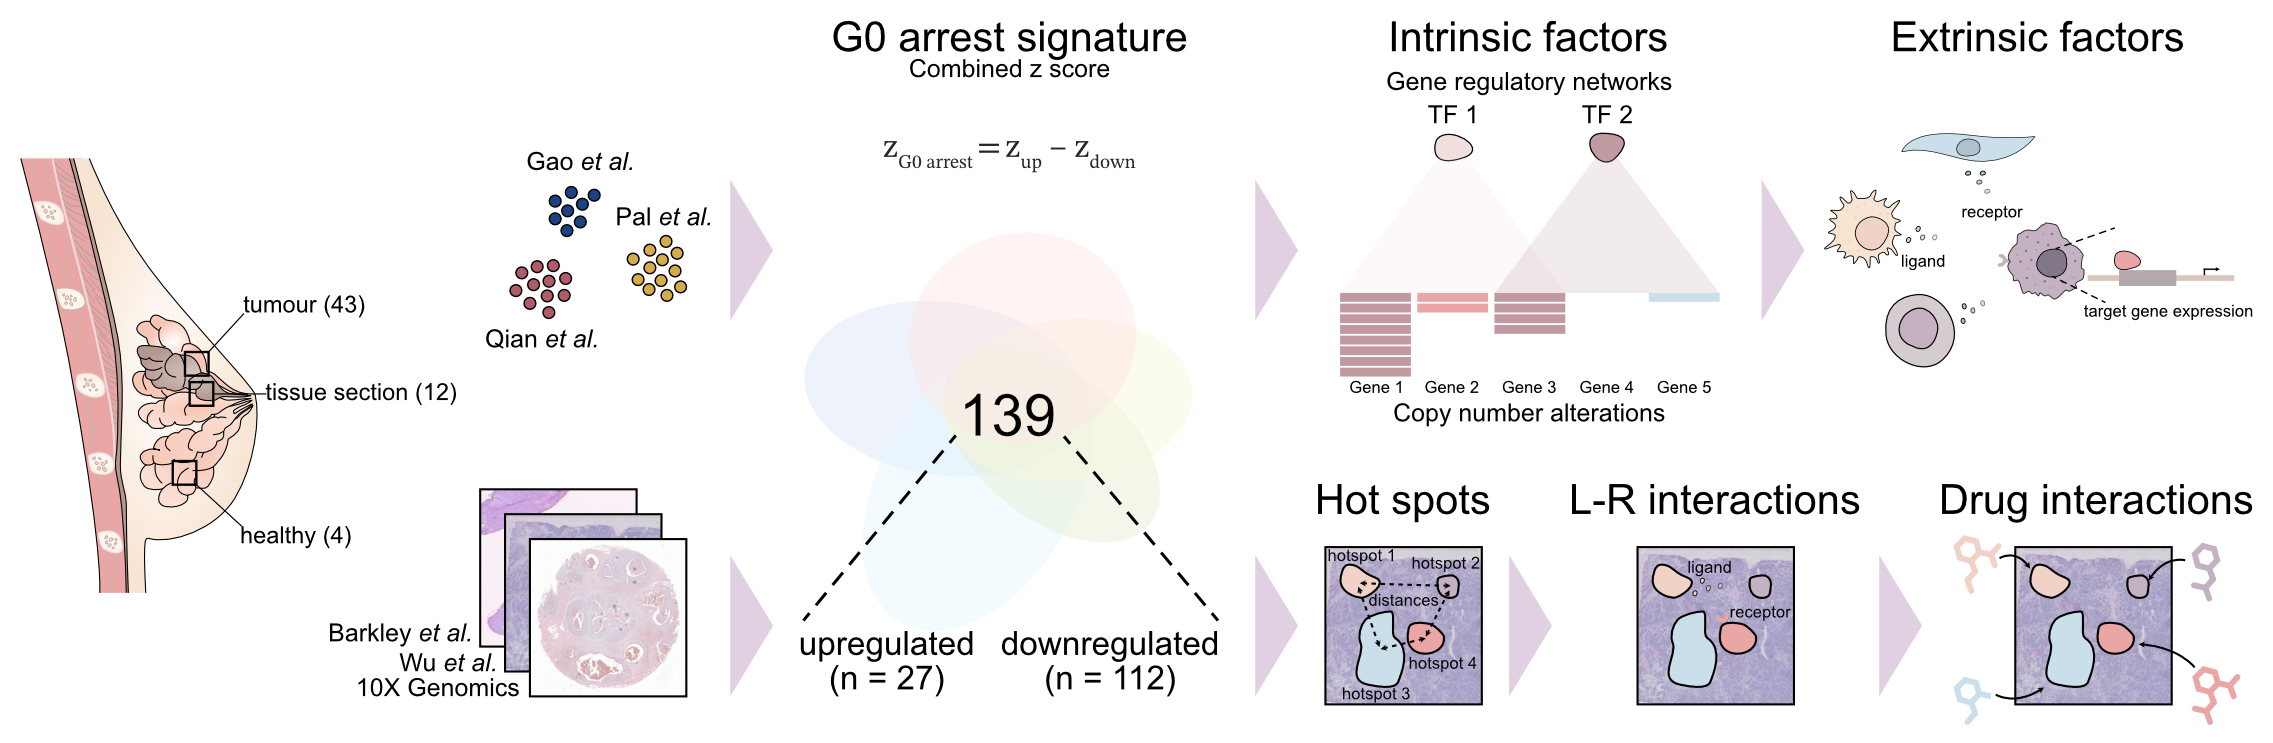 G0 arrest signature
Combined z score
z G0 arrest = z up − z down
139
upregulated
(n = 27)
downregulated
(n = 112)
Gao et al.
Pal et al.
Qian et al.
tumour (43)
tissue section (12)
healthy (4)
Barkley et al.
Wu et al.
10X Genomics
Intrinsic factors
Gene regulatory networks
TF 1
TF 2
Gene 1
Gene 2
Gene 3
Gene 4
Gene 5
Copy number alterations
Extrinsic factors
receptor
ligand
target gene expression
Hot spots
hotspot 1
hotspot 2
distances
hotspot 4
hotspot 3
L-R interactions
ligand
receptor
Drug interactions